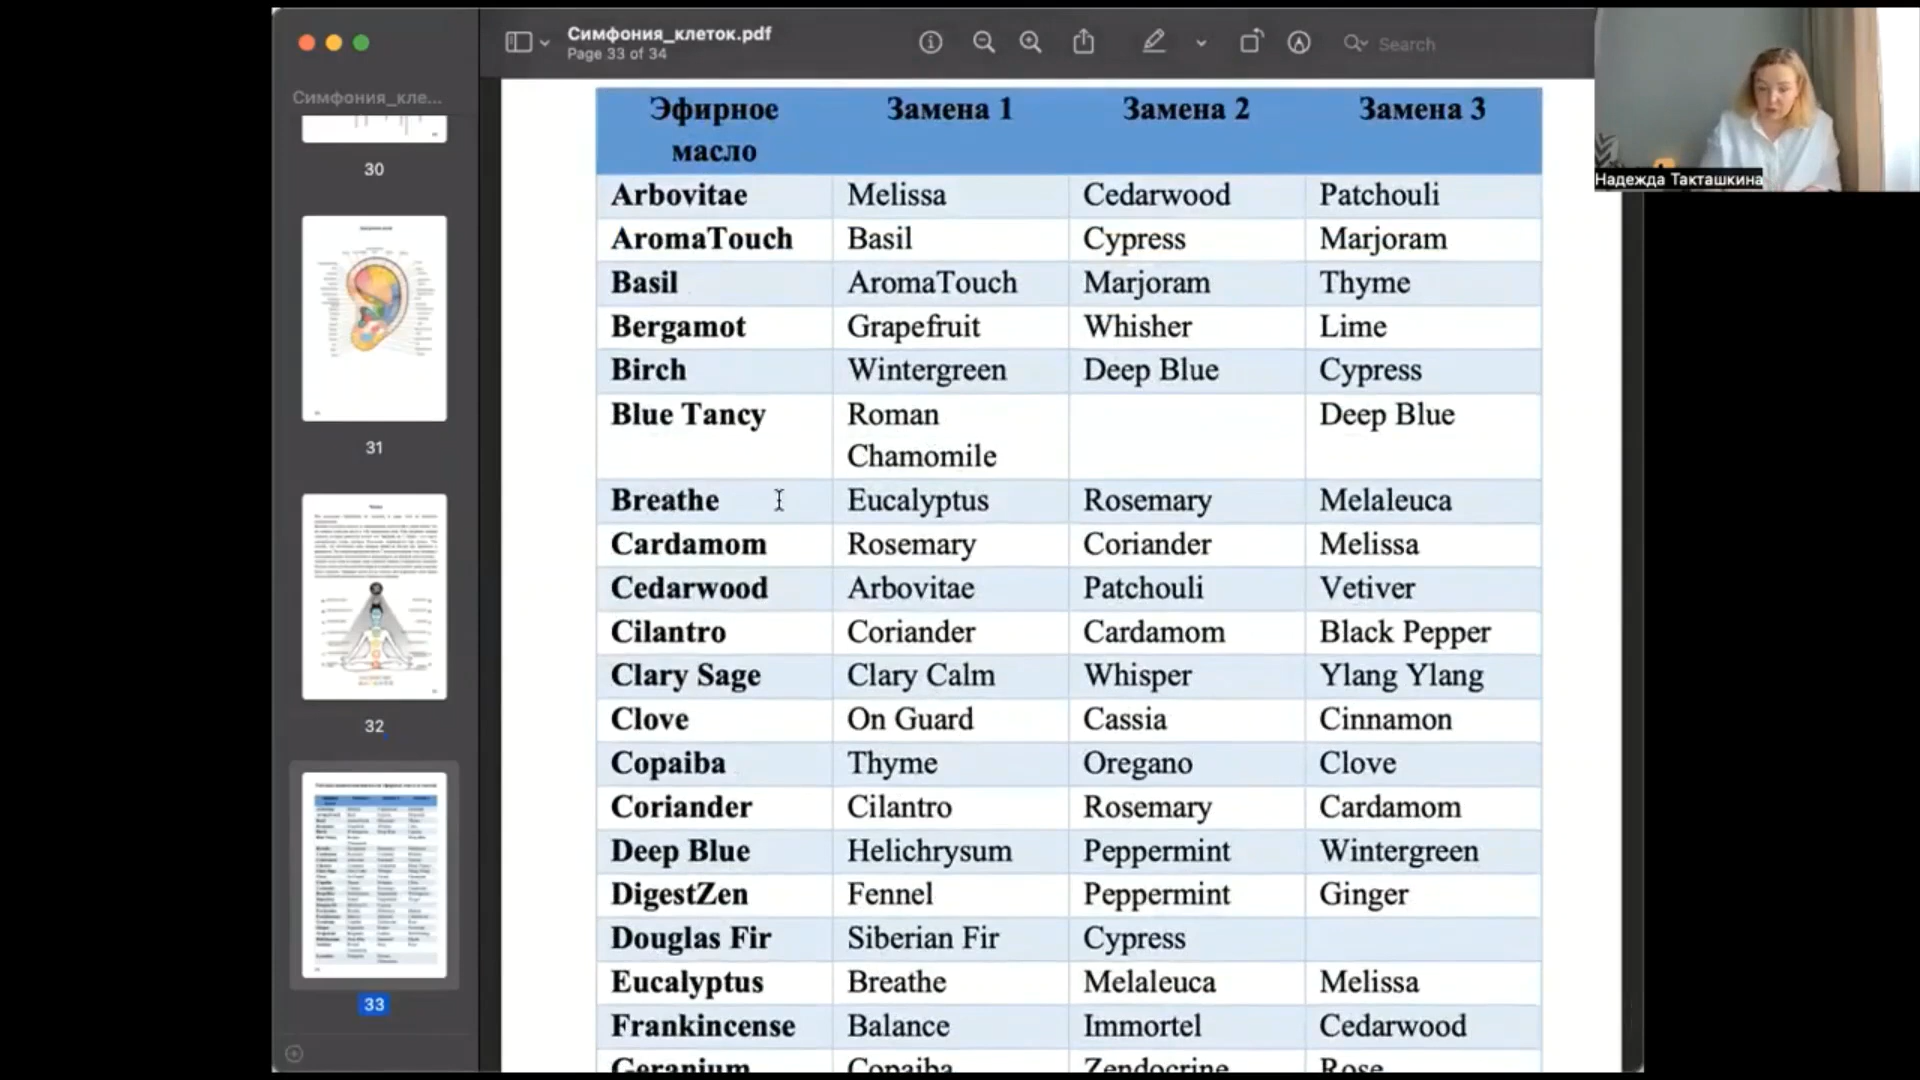 Симфония_клеток.pdf
Page 33 of 34
Search
Симфония_кле...
30
31
32
33
Надежда Такташкина
Эфирное масло Замена 1 Замена 2 Замена 3
Arbovitae Melissa Cedarwood Patchouli
AromaTouch Basil Cypress Marjoram
Basil AromaTouch Marjoram Thyme
Bergamot Grapefruit Whisher Lime
Birch Wintergreen Deep Blue Cypress
Blue Tancy Roman Chamomile Deep Blue
Breathe Eucalyptus Rosemary Melaleuca
Cardamom Rosemary Coriander Melissa
Cedarwood Arbovitae Patchouli Vetiver
Cilantro Coriander Cardamom Black Pepper
Clary Sage Clary Calm Whisper Ylang Ylang
Clove On Guard Cassia Cinnamon
Copaiba Thyme Oregano Clove
Coriander Cilantro Rosemary Cardamom
Deep Blue Helichrysum Peppermint Wintergreen
DigestZen Fennel Peppermint Ginger
Douglas Fir Siberian Fir Cypress
Eucalyptus Breathe Melaleuca Melissa
Frankincense Balance Immortel Cedarwood
Geranium Copaiba Zendocrine Rose